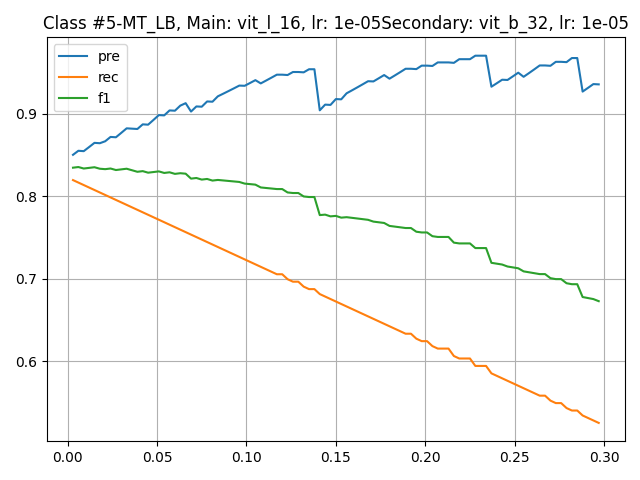 Class #5-MT_LB, Main: vit_l_16, lr: 1e-05Secondary: vit_b_32, lr: 1e-05
pre
rec
f1
0.9
0.8
0.7
0.6
0.00 0.05 0.10 0.15 0.20 0.25 0.30